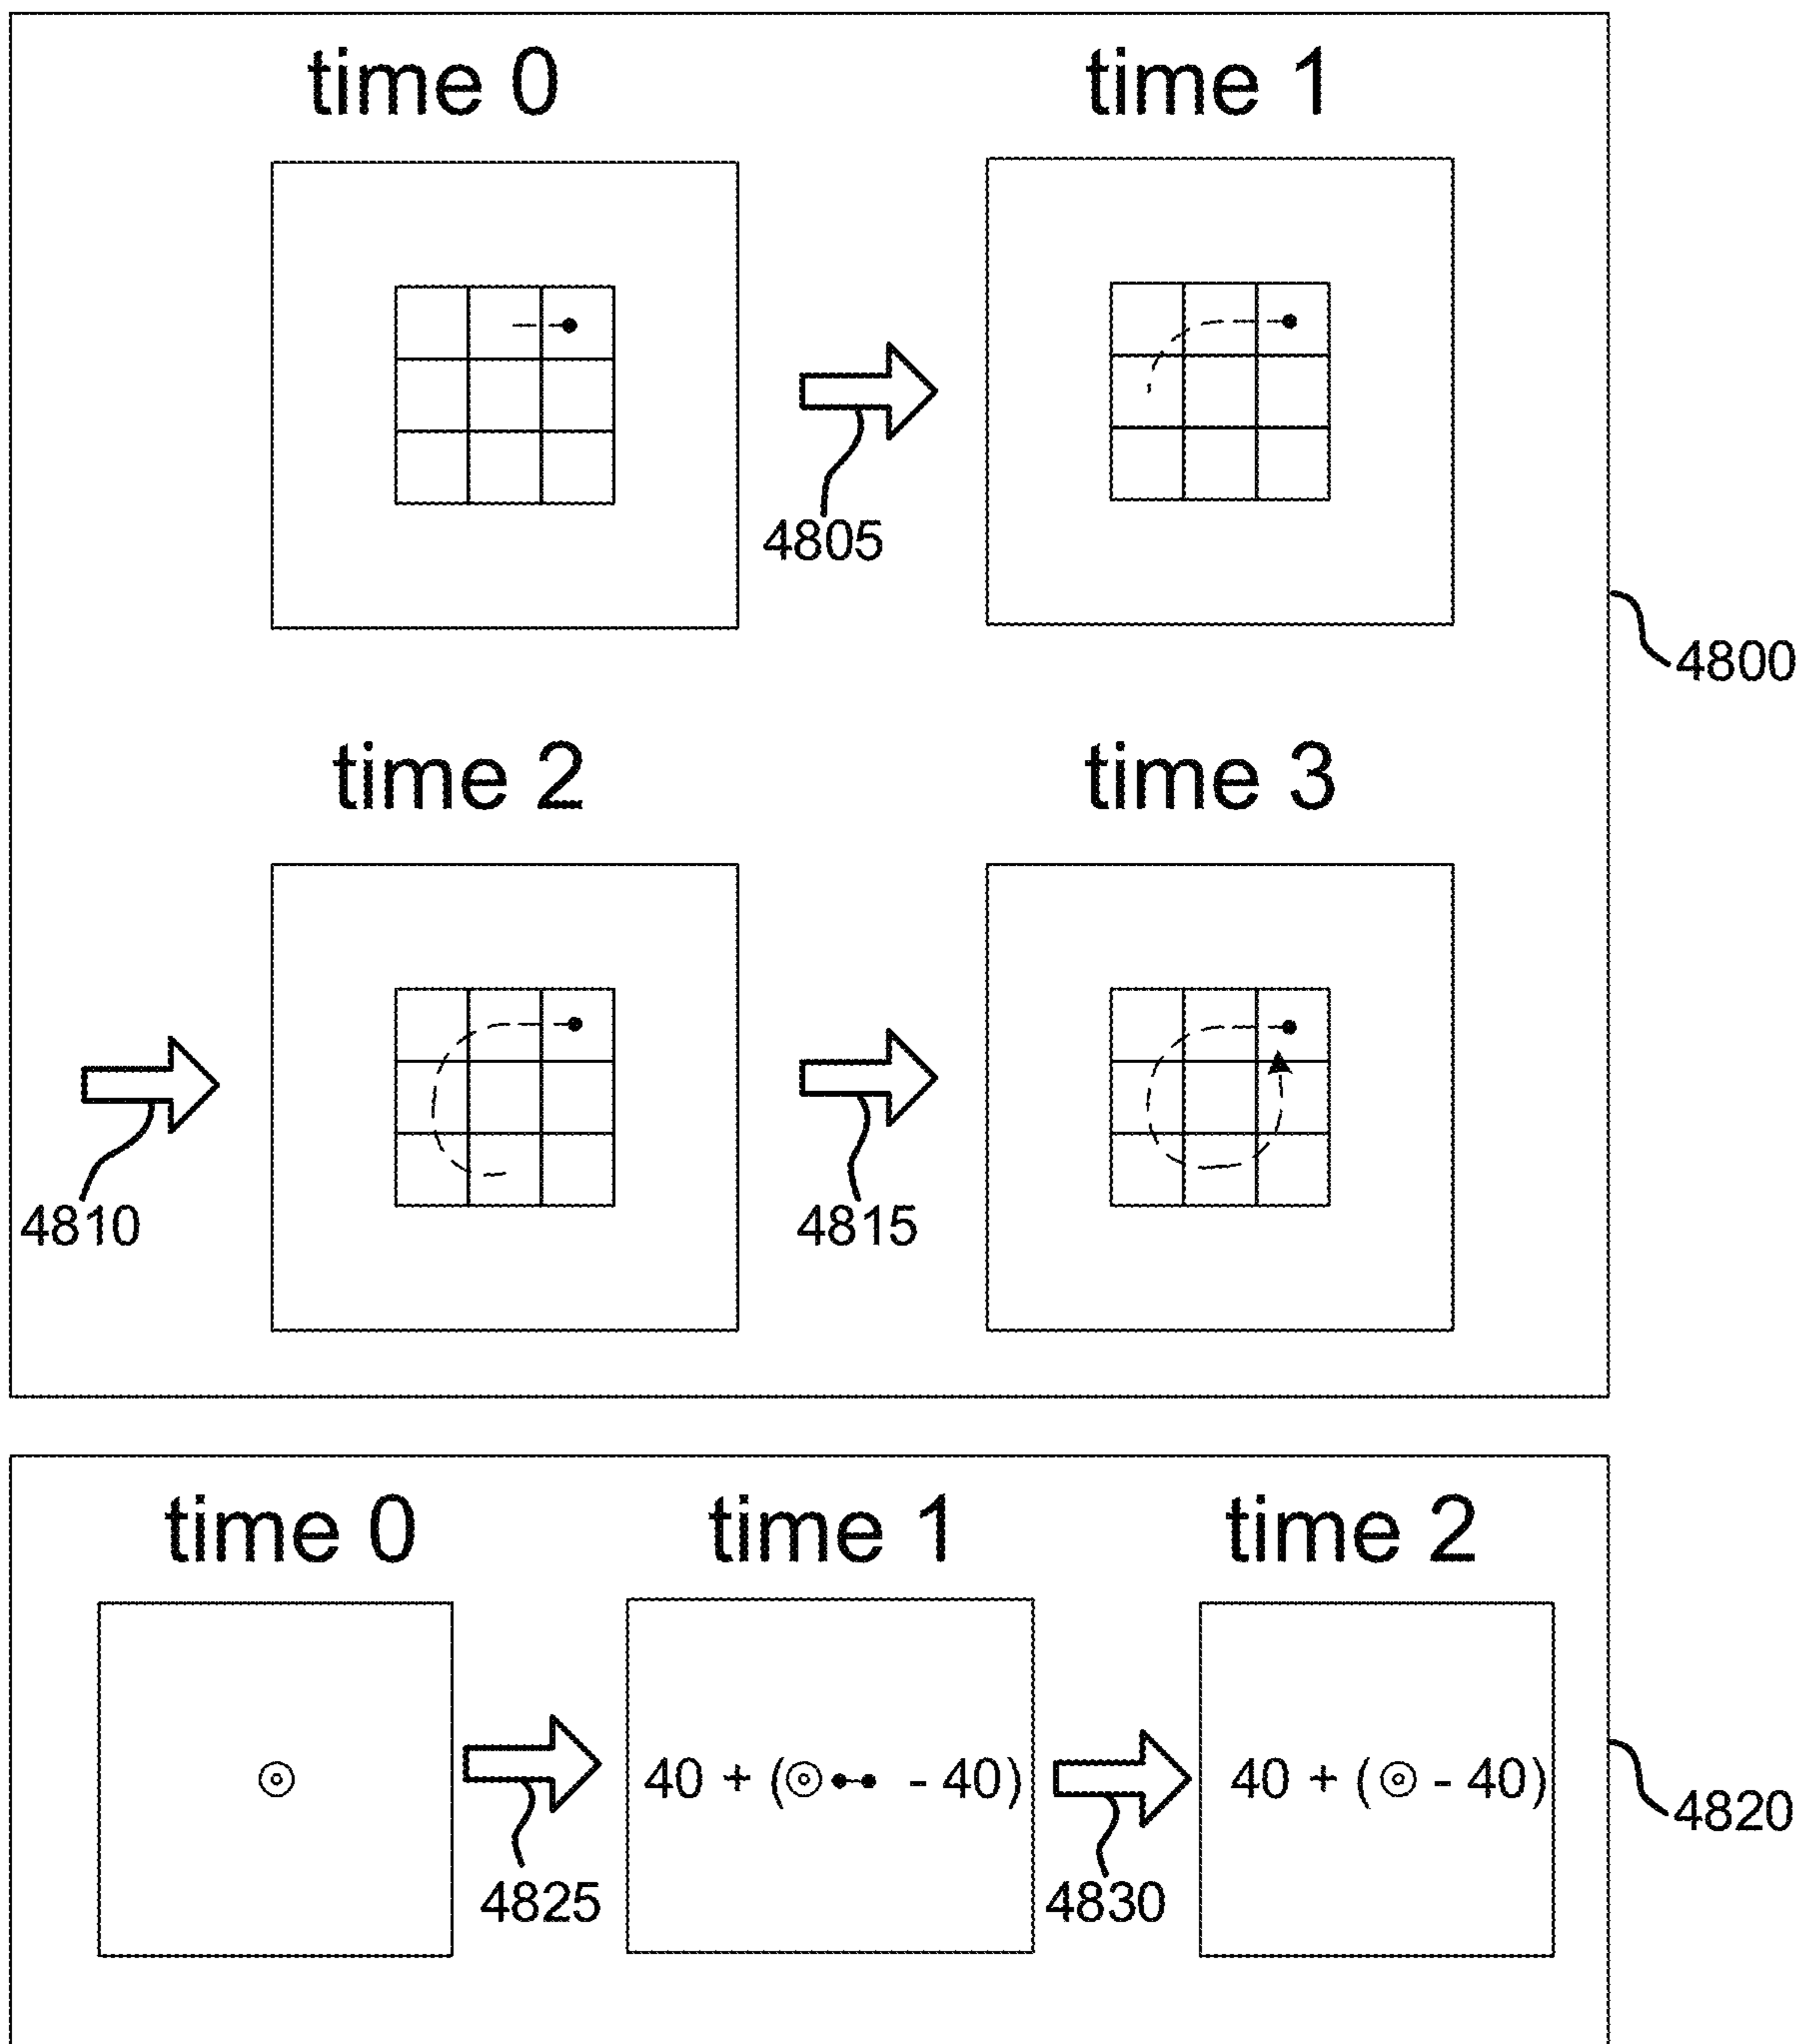 time 0 time 1
4805
4800
time 2 time 3
4810 4815
time 0 time 1 time 2
40 + (◎●-● - 40) 40 + (◎ - 40)
4820
4825 4830